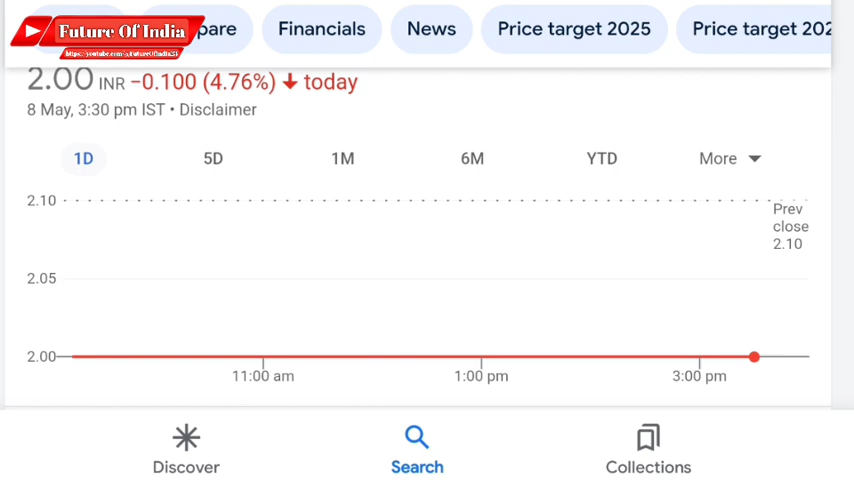 pare
Financials
News
Price target 2025
Price target 202
Future Of India
2.00 INR −0.100 (4.76%) ↓ today
8 May, 3:30 pm IST • Disclaimer
1D
5D
1M
6M
YTD
More
2.10
Prev
close
2.10
2.05
2.00
11:00 am
1:00 pm
3:00 pm
Discover
Search
Collections